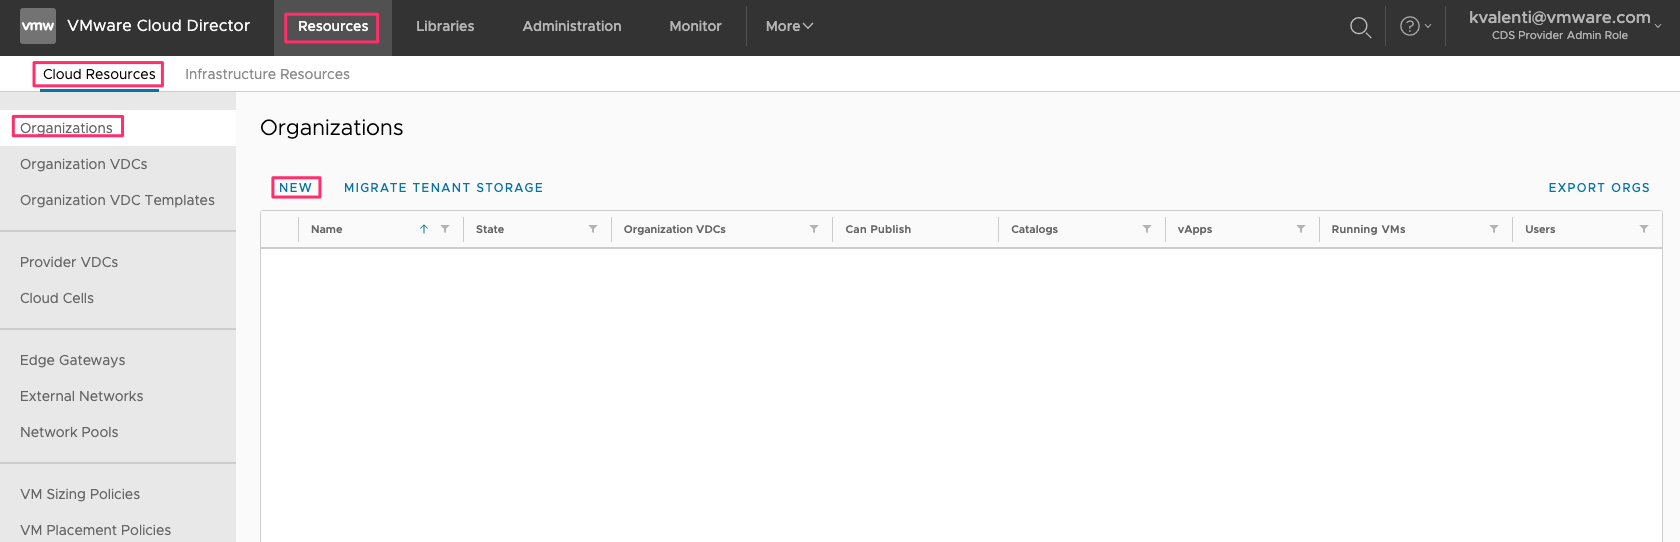 vmw VMware Cloud Director Resources Libraries Administration Monitor More kvalenti@vmware.com
CDS Provider Admin Role
Cloud Resources Infrastructure Resources
Organizations
Organization VDCs
Organization VDC Templates
Provider VDCs
Cloud Cells
Edge Gateways
External Networks
Network Pools
VM Sizing Policies
VM Placement Policies
Organizations
NEW MIGRATE TENANT STORAGE EXPORT ORGS
Name State Organization VDCs Can Publish Catalogs vApps Running VMs Users